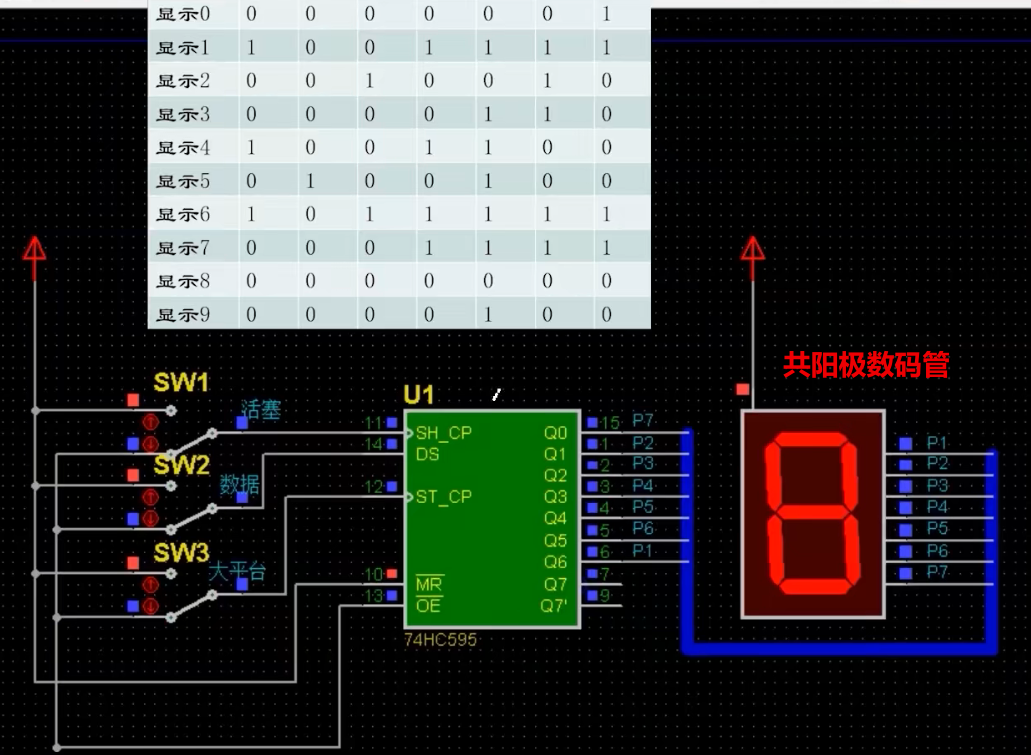 显示0 0 0 0 0 0 0 1
显示1 1 0 0 1 1 1 1
显示2 0 0 1 0 0 1 0
显示3 0 0 0 0 1 1 0
显示4 1 0 0 1 1 0 0
显示5 0 1 0 0 1 0 0
显示6 1 0 1 1 1 1 1
显示7 0 0 0 1 1 1 1
显示8 0 0 0 0 0 0 0
显示9 0 0 0 0 1 0 0
共阳极数码管
SW1
活塞
SW2
数据
SW3
大平台
U1
11 SH_CP Q0 15 P7
14 DS Q1 1 P2
Q2 2 P3
12 ST_CP Q3 3 P4
Q4 4 P5
Q5 5 P6
Q6 6 P1
10 MR Q7 7
13 OE Q7' 9
74HC595
8
P1
P2
P3
P4
P5
P6
P7